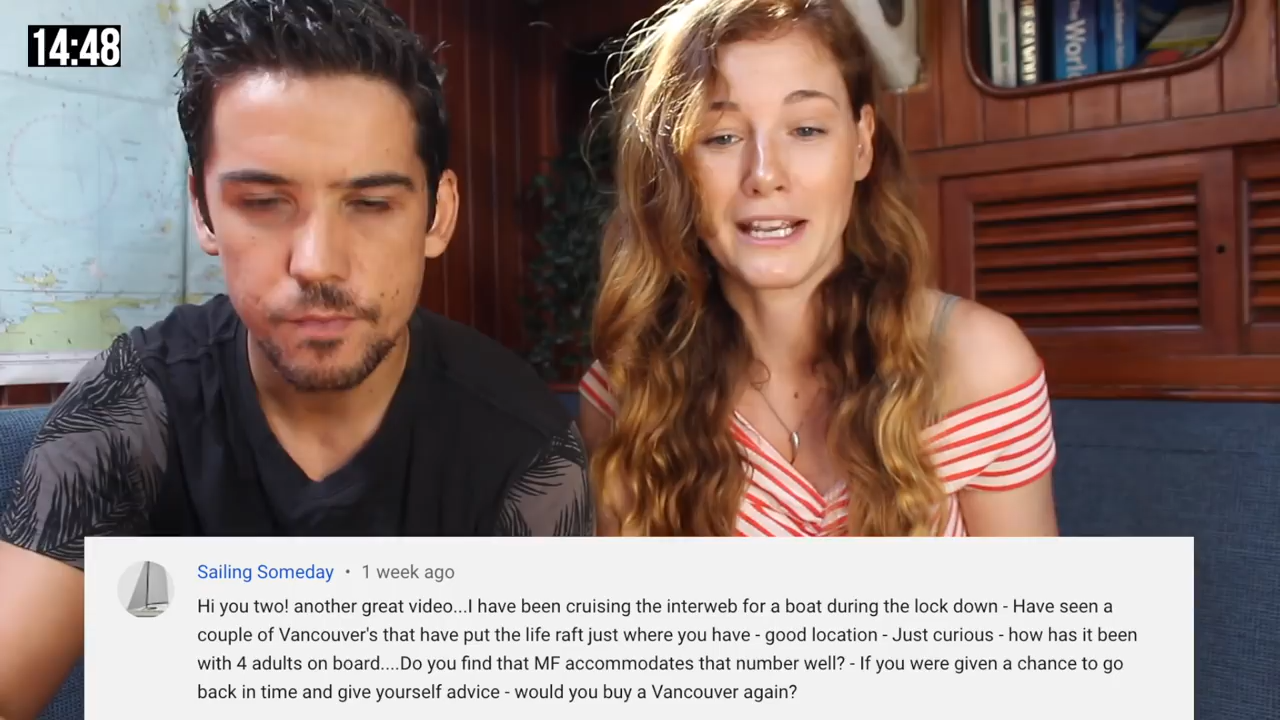 14:48
The World
Sailing Someday • 1 week ago
Hi you two! another great video...I have been cruising the interweb for a boat during the lock down - Have seen a
couple of Vancouver's that have put the life raft just where you have - good location - Just curious - how has it been
with 4 adults on board....Do you find that MF accommodates that number well? - If you were given a chance to go
back in time and give yourself advice - would you buy a Vancouver again?